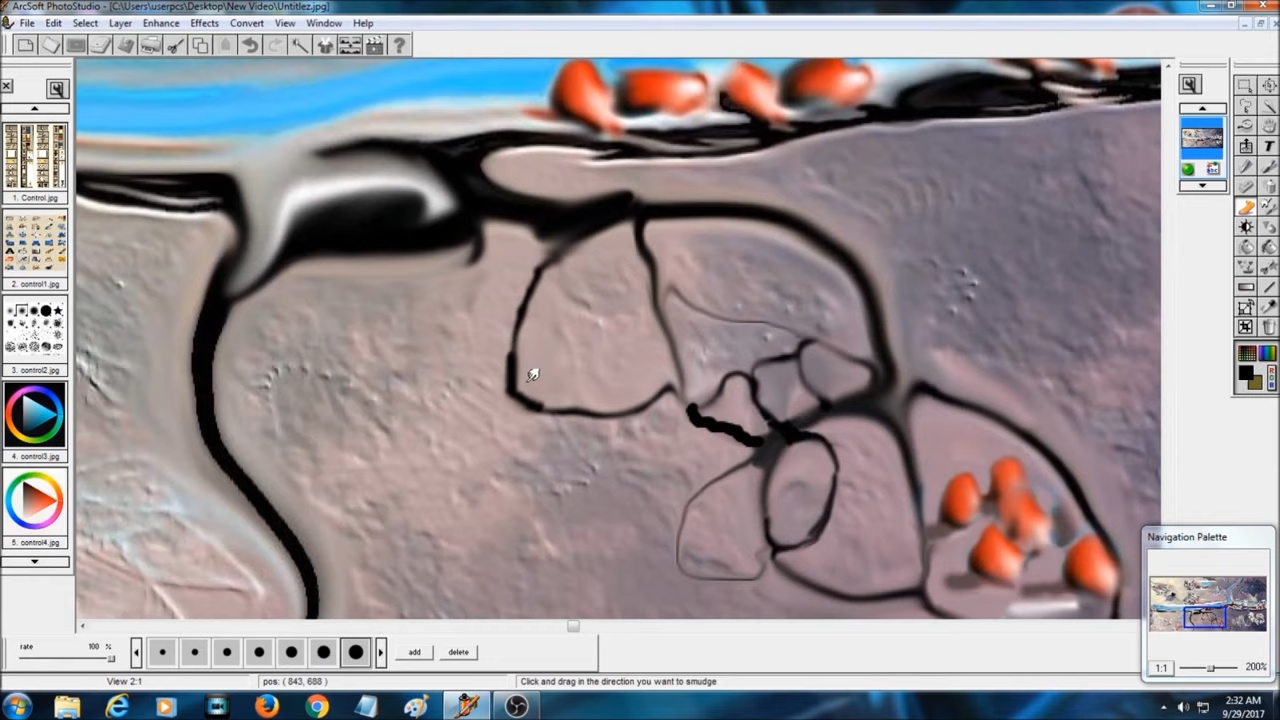 ArcSoft PhotoStudio - [C:\Users\userpcs\Desktop\New Video\Untitlez.jpg]
File Edit Select Layer Enhance Effects Convert View Window Help
1. Control.jpg
2. control1.jpg
3. control2.jpg
4. control3.jpg
5. control4.jpg
Navigation Palette
1:1 200%
rate 100 % add delete
View 2:1 pos: ( 843, 688 ) Click and drag in the direction you want to smudge
2:32 AM
9/29/2017